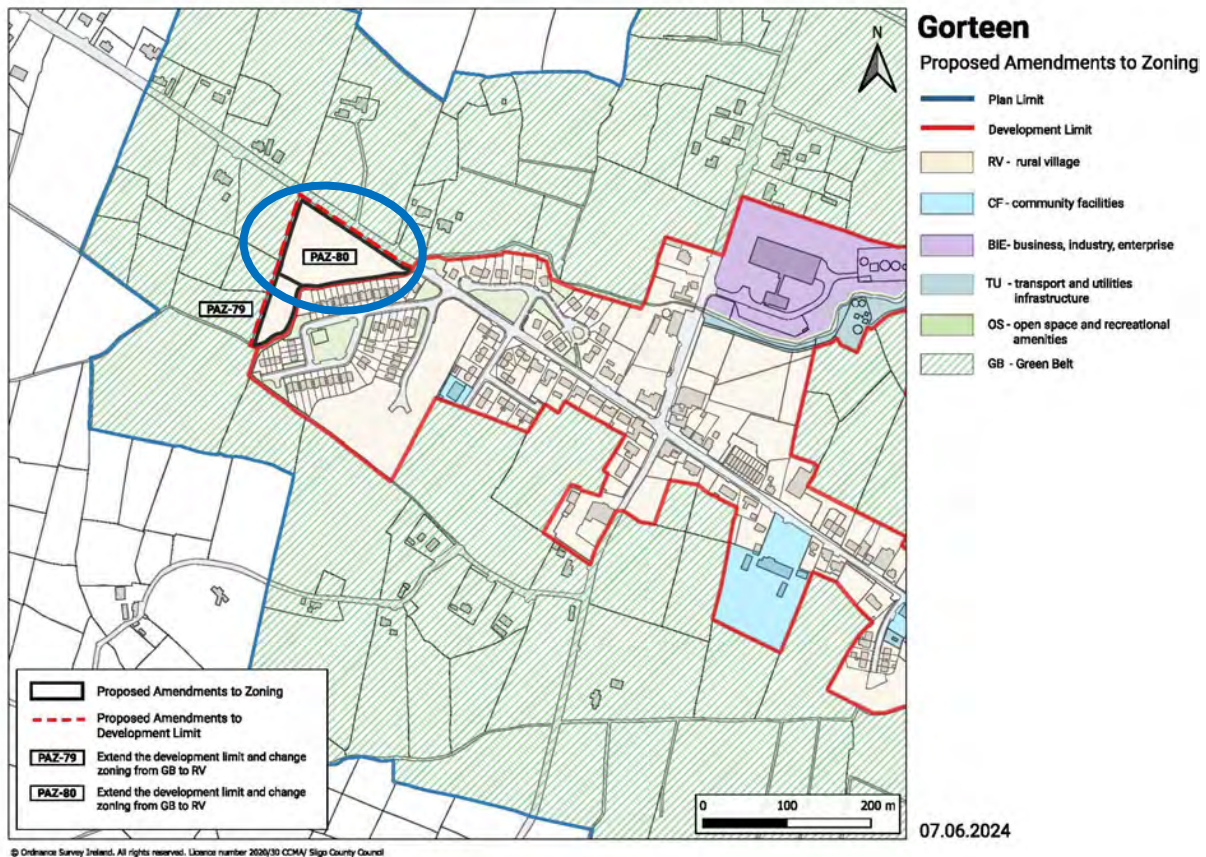 Gorteen
Proposed Amendments to Zoning
N
Plan Limit
Development Limit
RV - rural village
CF - community facilities
BIE- business, industry, enterprise
TU - transport and utilities
infrastructure
OS - open space and recreational
amenities
GB - Green Belt
PAZ-80
PAZ-79
Proposed Amendments to Zoning
Proposed Amendments to
Development Limit
PAZ-79 Extend the development limit and change
zoning from GB to RV
PAZ-80 Extend the development limit and change
zoning from GB to RV
0 100 200 m
07.06.2024
© Ordnance Survey Ireland. All rights reserved. Licence number 2020/30 CCMA/ Sligo County Council